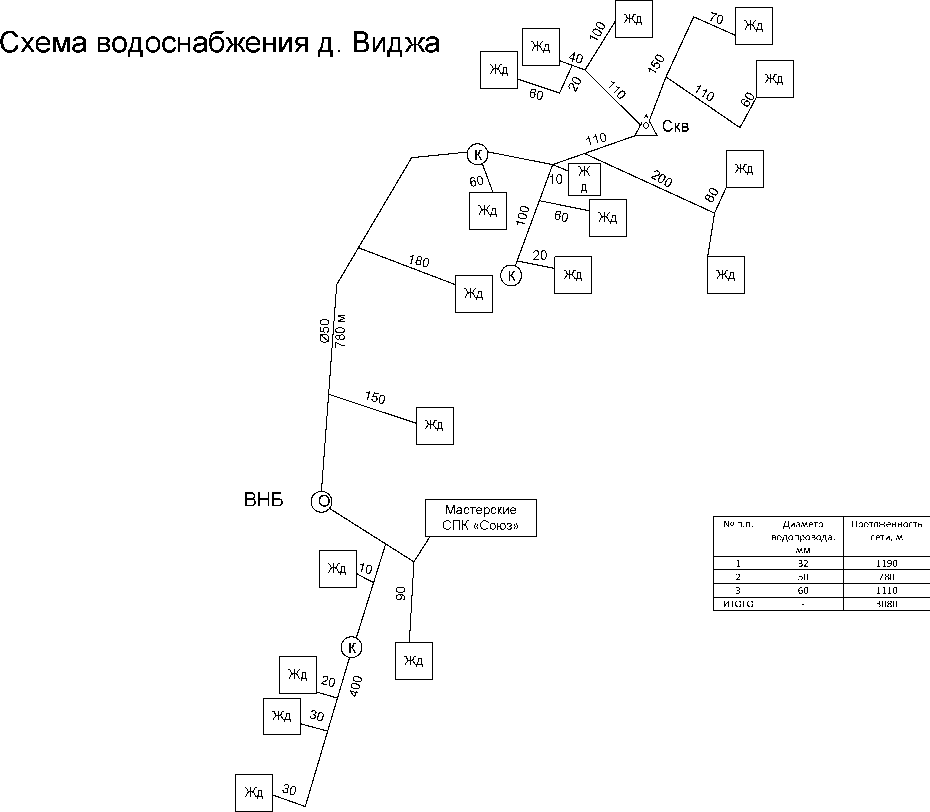 Схема водоснабжения д. Виджа
Жд
100
70
Жд
Жд
40
Жд
60
20
110
150
110
60
Жд
Скв
110
К
60
Жд
10
Ж
д
200
60
Жд
100
60
Жд
К
20
Жд
Жд
180
Жд
Ø50
780 м
150
Жд
ВНБ
О
Мастерские
СПК «Союз»
Жд
10
90
К
Жд
Жд
20
400
Жд
30
Жд
30
№ п.п. Диаметр Протяженность
водопровода, сети, м
мм
1 32 1190
2 50 780
3 60 1110
ИТОГО - 3080